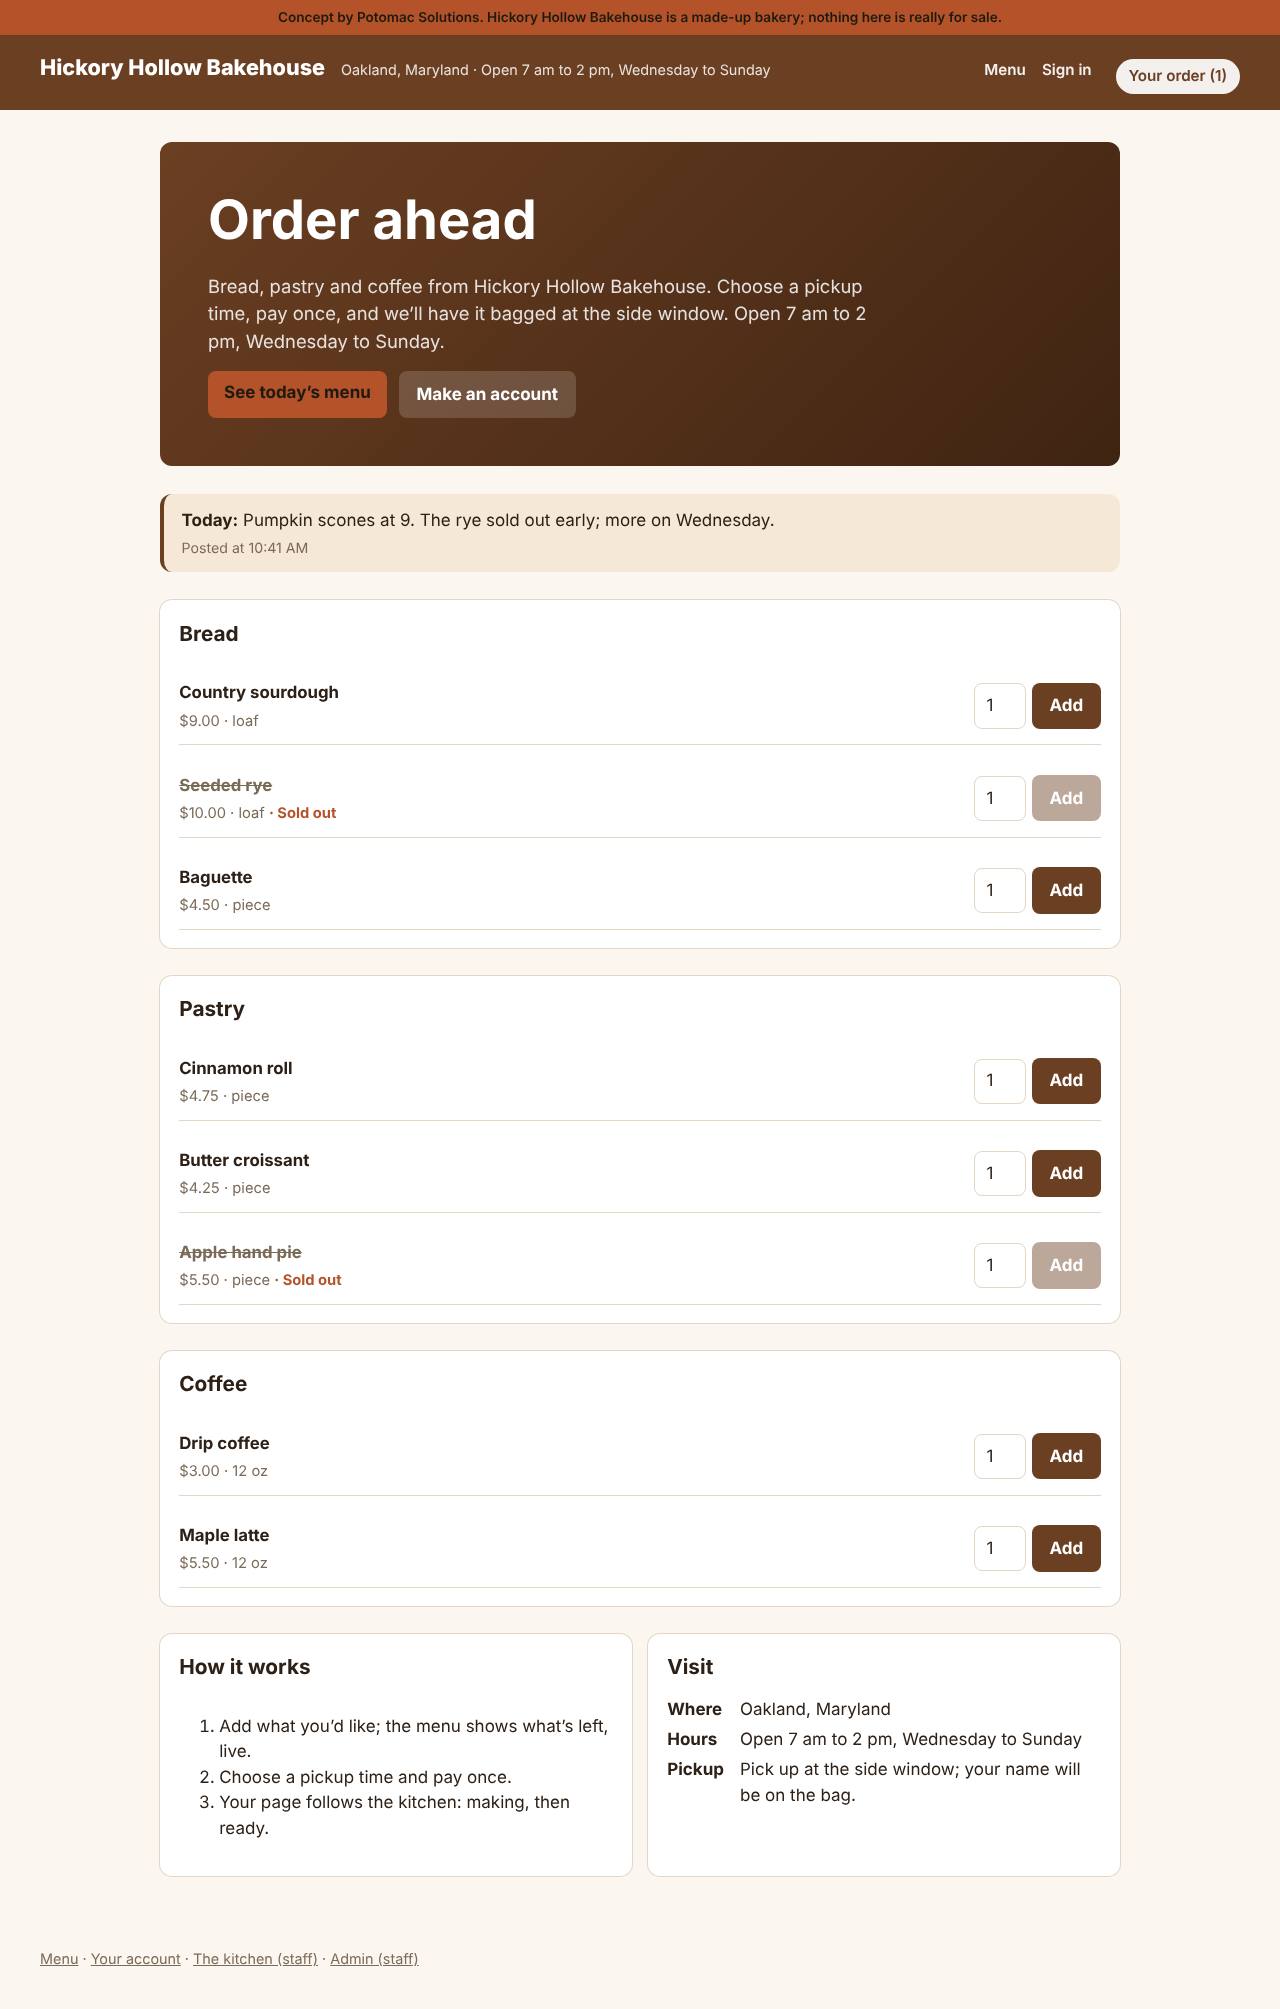 Concept by Potomac Solutions. Hickory Hollow Bakehouse is a made-up bakery; nothing here is really for sale.
Hickory Hollow Bakehouse Oakland, Maryland · Open 7 am to 2 pm, Wednesday to Sunday Menu Sign in Your order (1)
Order ahead
Bread, pastry and coffee from Hickory Hollow Bakehouse. Choose a pickup
time, pay once, and we’ll have it bagged at the side window. Open 7 am to 2
pm, Wednesday to Sunday.
See today’s menu Make an account
Today: Pumpkin scones at 9. The rye sold out early; more on Wednesday.
Posted at 10:41 AM
Bread
Country sourdough
$9.00 · loaf
1 Add
Seeded rye
$10.00 · loaf · Sold out
1 Add
Baguette
$4.50 · piece
1 Add
Pastry
Cinnamon roll
$4.75 · piece
1 Add
Butter croissant
$4.25 · piece
1 Add
Apple hand pie
$5.50 · piece · Sold out
1 Add
Coffee
Drip coffee
$3.00 · 12 oz
1 Add
Maple latte
$5.50 · 12 oz
1 Add
How it works
1. Add what you’d like; the menu shows what’s left,
live.
2. Choose a pickup time and pay once.
3. Your page follows the kitchen: making, then
ready.
Visit
Where Oakland, Maryland
Hours Open 7 am to 2 pm, Wednesday to Sunday
Pickup Pick up at the side window; your name will
be on the bag.
Menu · Your account · The kitchen (staff) · Admin (staff)